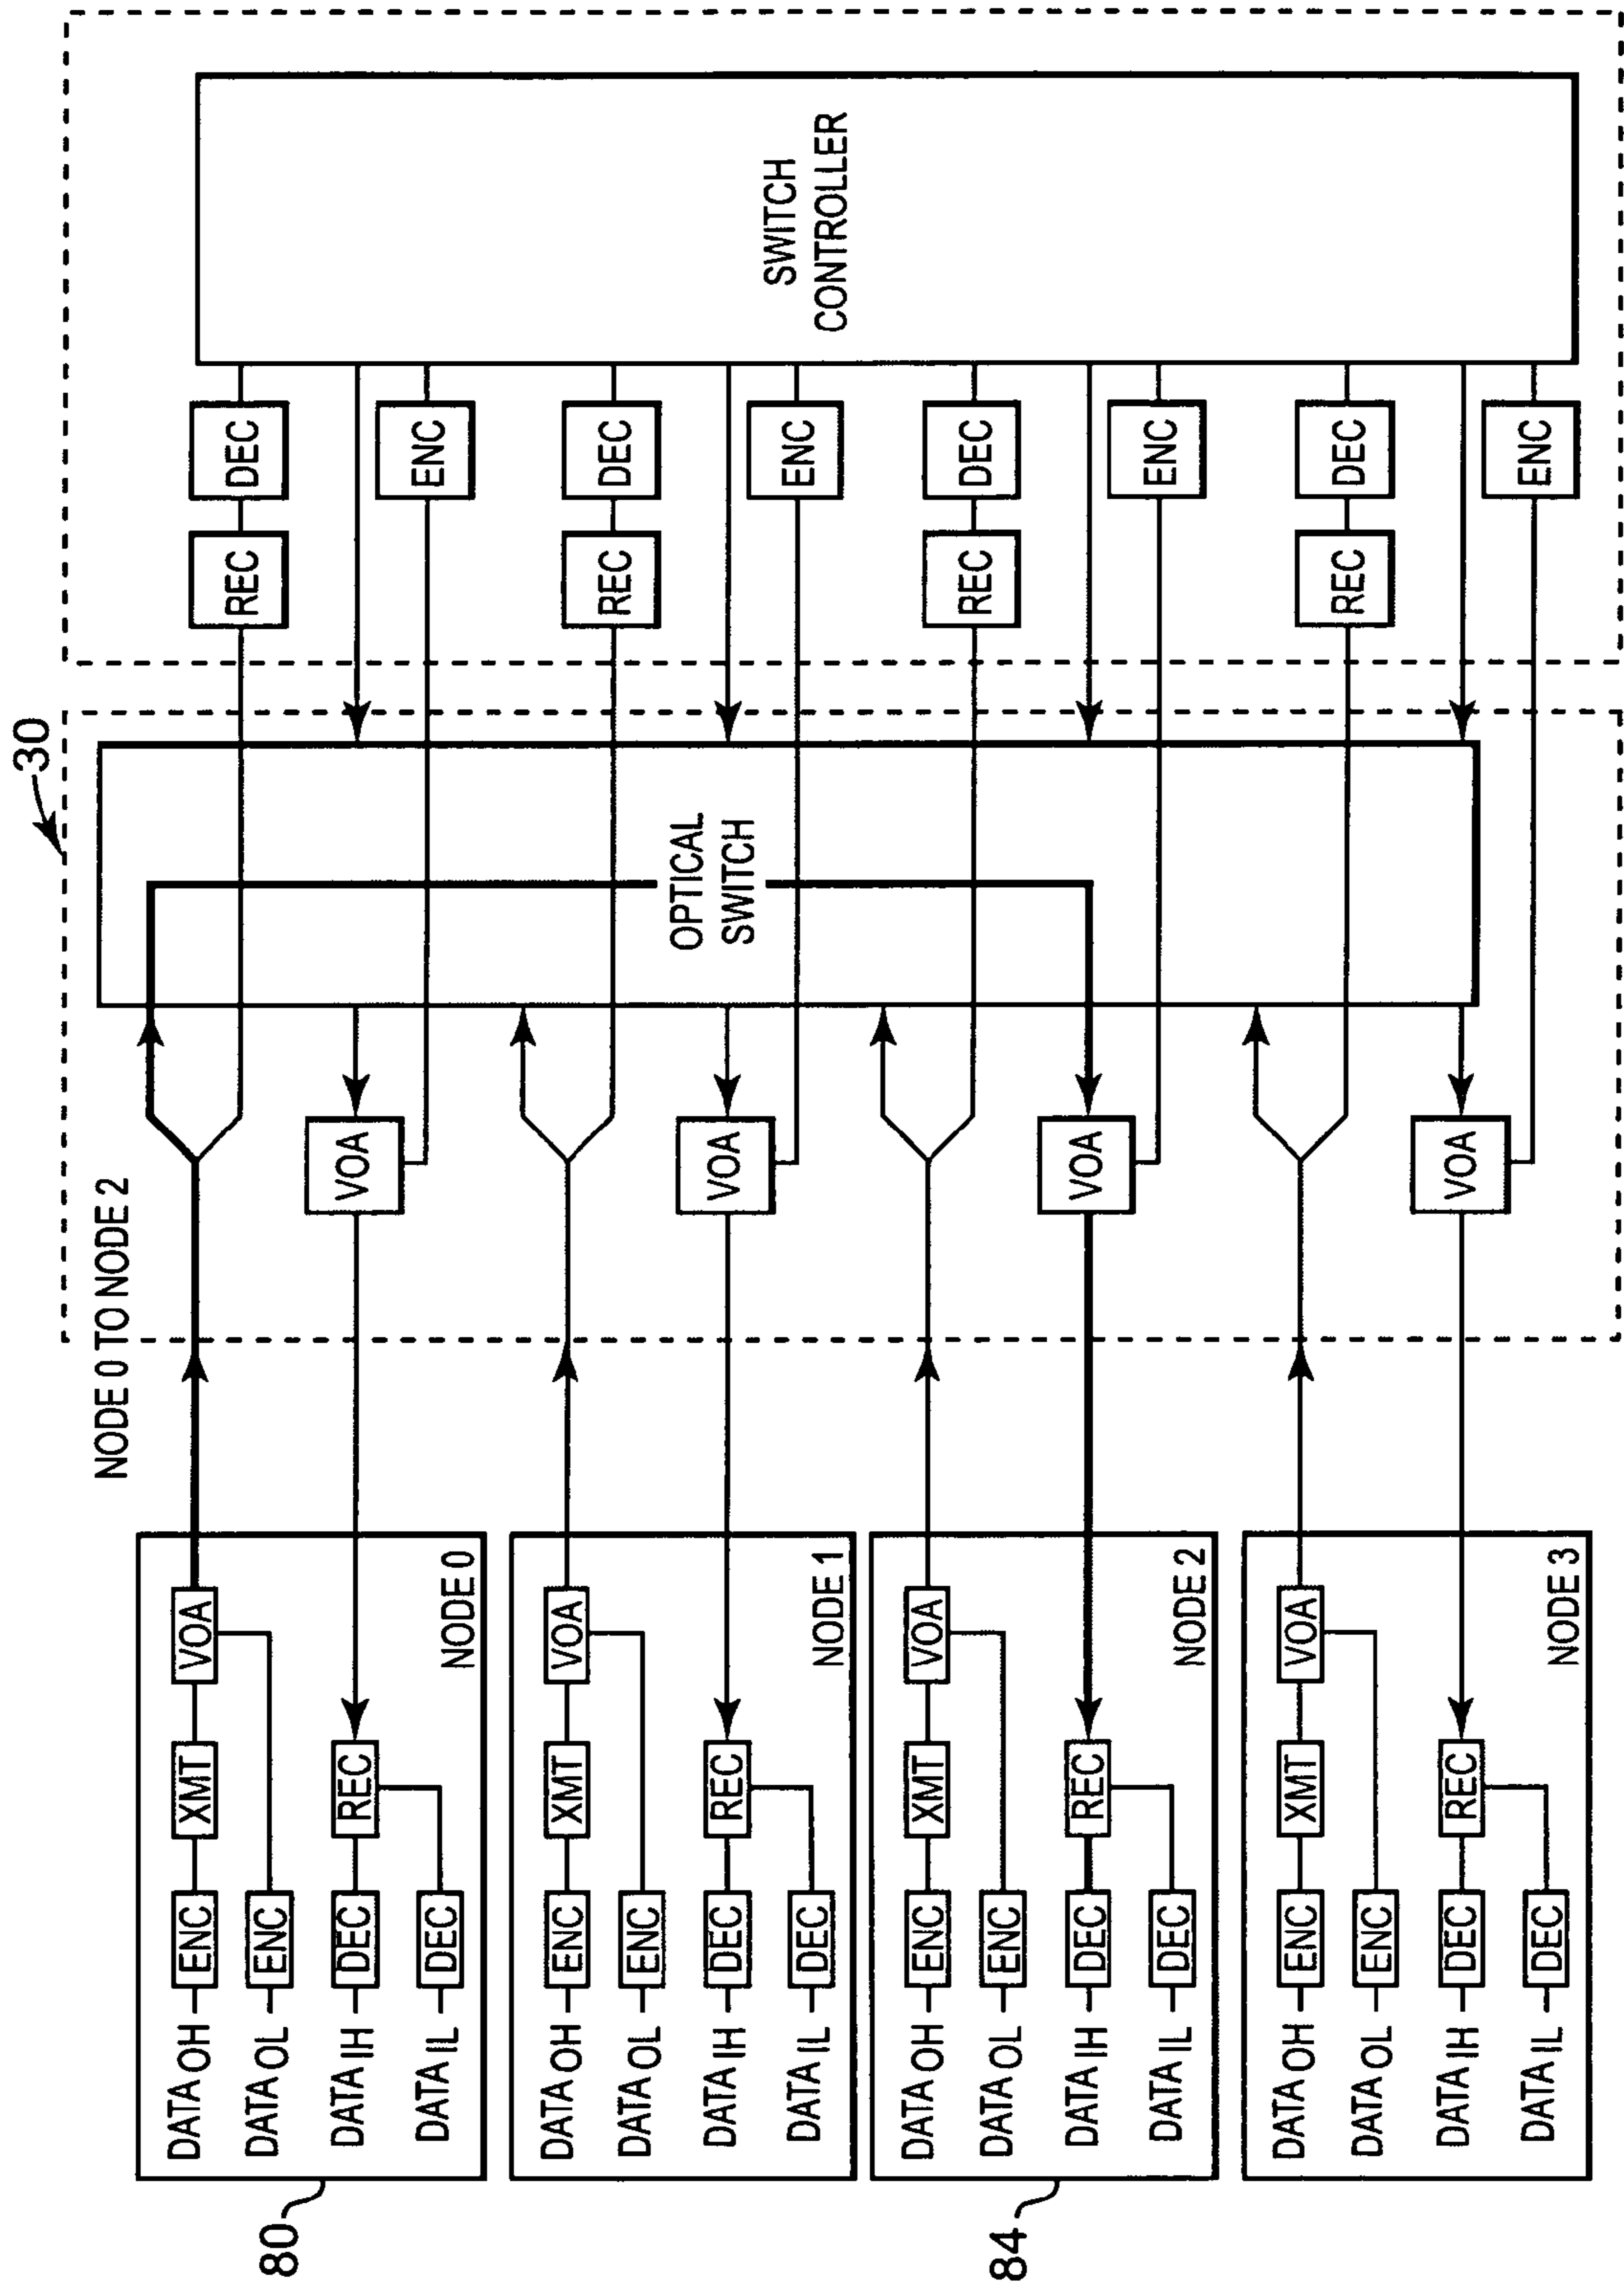 30
NODE 0 TO NODE 2
80
DATA OH
ENC
XMT
VOA
DATA OL
ENC
DATA IH
DEC
REC
DATA IL
DEC
NODE 0
DATA OH
ENC
XMT
VOA
DATA OL
ENC
DATA IH
DEC
REC
DATA IL
DEC
NODE 1
84
DATA OH
ENC
XMT
VOA
DATA OL
ENC
DATA IH
DEC
REC
DATA IL
DEC
NODE 2
DATA OH
ENC
XMT
VOA
DATA OL
ENC
DATA IH
DEC
REC
DATA IL
DEC
NODE 3
VOA
VOA
VOA
VOA
OPTICAL
SWITCH
REC
DEC
ENC
REC
DEC
ENC
REC
DEC
ENC
REC
DEC
ENC
SWITCH
CONTROLLER